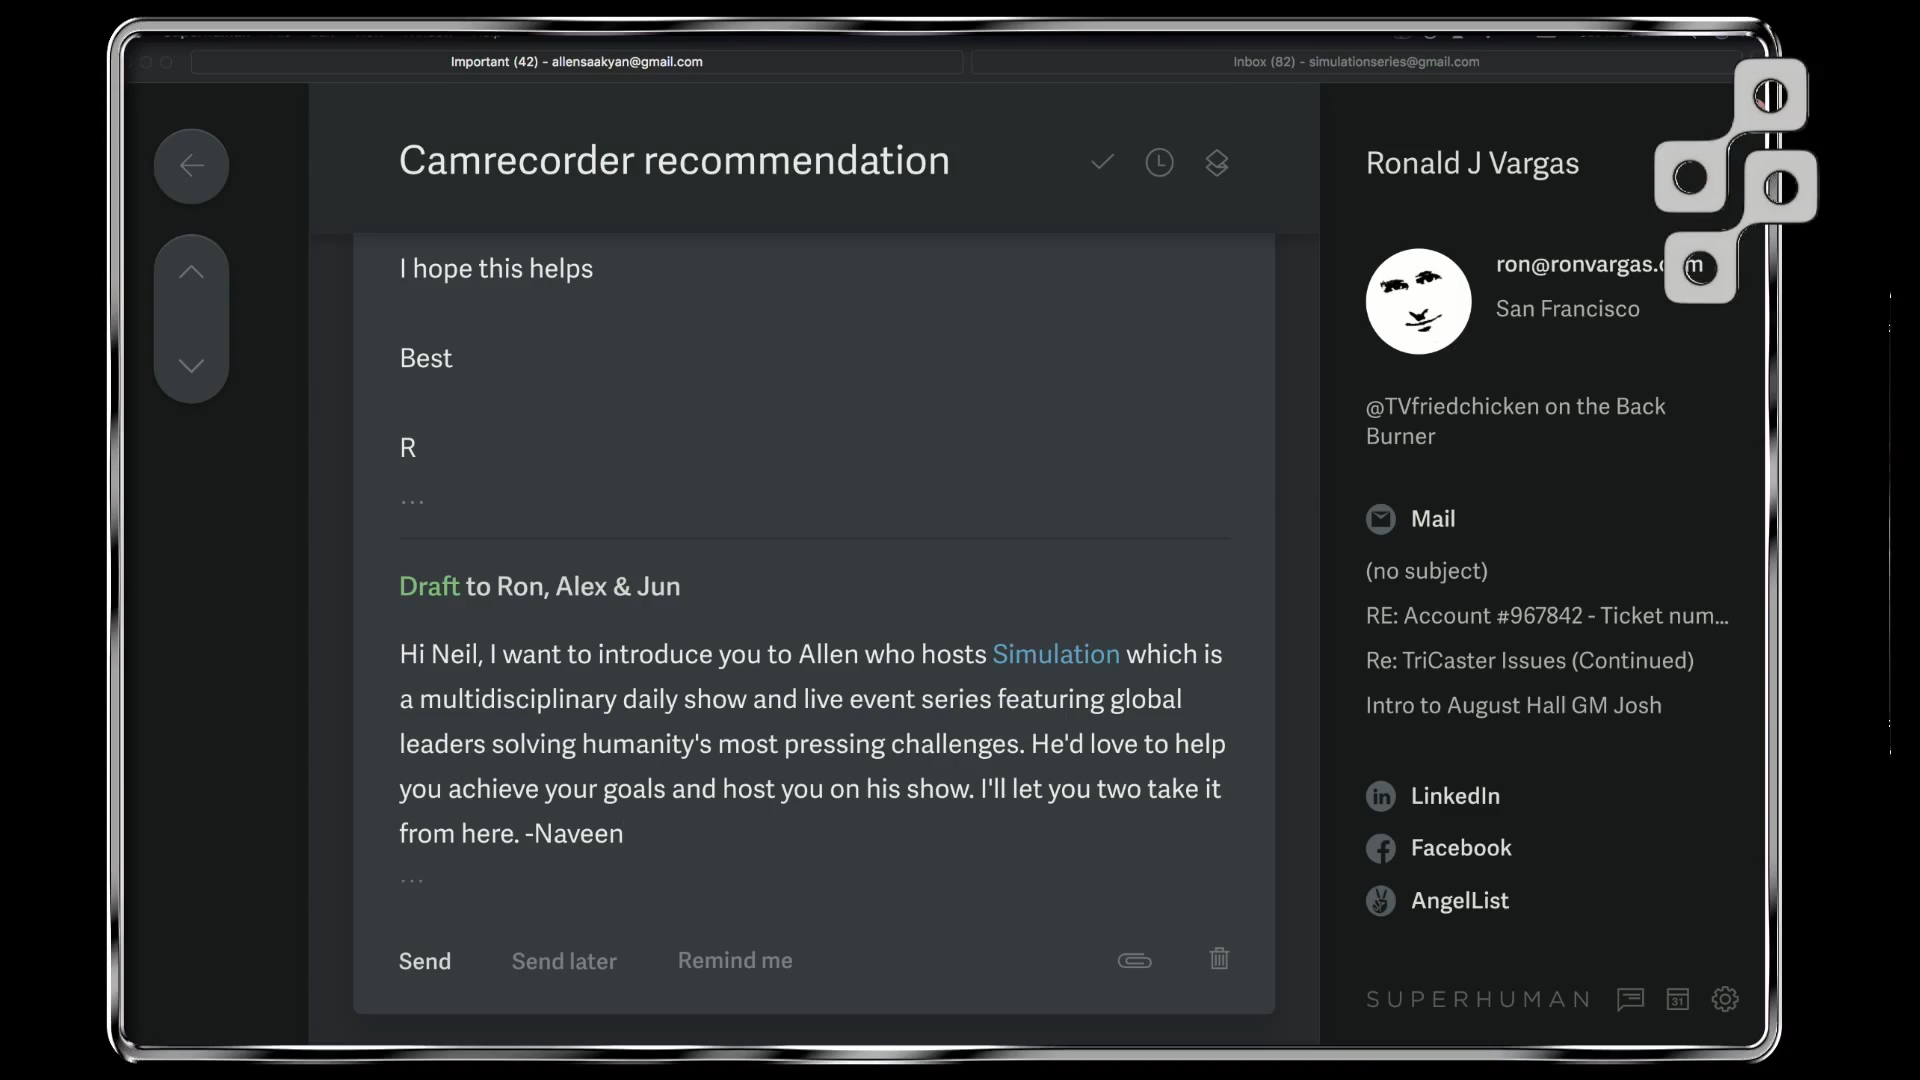 Important (42) - allensaakyan@gmail.com
Inbox (82) - simulationseries@gmail.com
Camrecorder recommendation
I hope this helps
Best
R
...
Draft to Ron, Alex & Jun
Hi Neil, I want to introduce you to Allen who hosts Simulation which is
a multidisciplinary daily show and live event series featuring global
leaders solving humanity's most pressing challenges. He'd love to help
you achieve your goals and host you on his show. I'll let you two take it
from here. -Naveen
...
Send
Send later
Remind me
Ronald J Vargas
San Francisco
@TVfriedchicken on the Back
Burner
Mail
(no subject)
RE: Account #967842 - Ticket num...
Re: TriCaster Issues (Continued)
Intro to August Hall GM Josh
LinkedIn
Facebook
AngelList
SUPERHUMAN
31